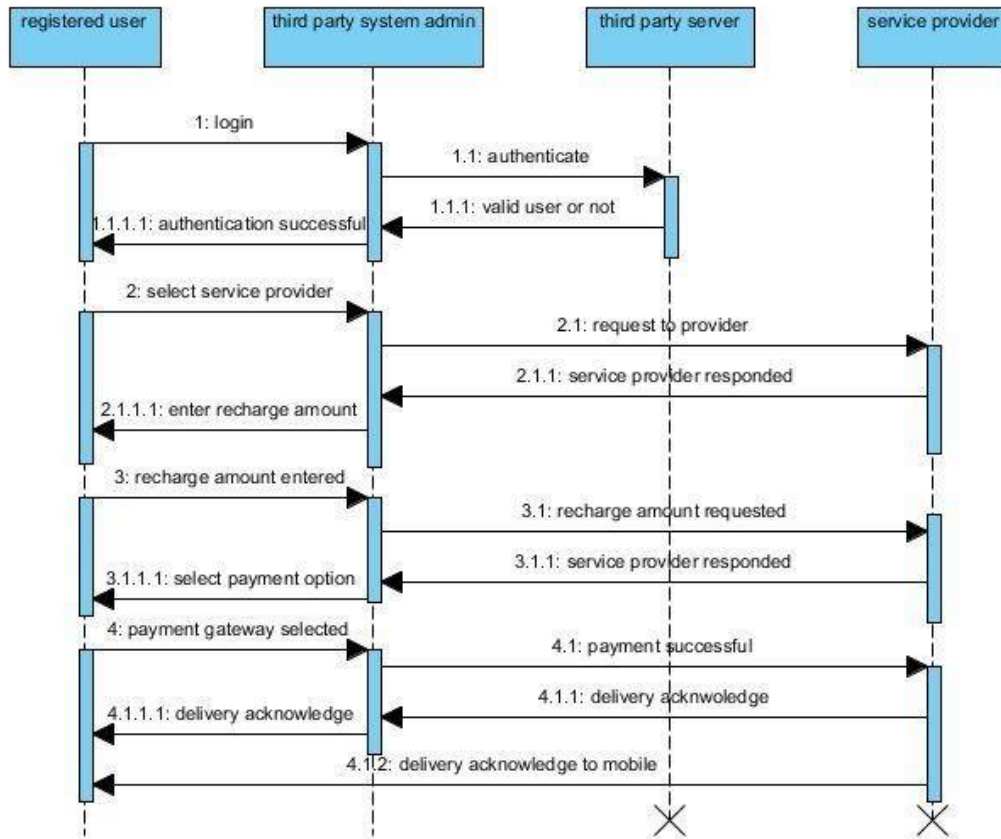 registered user
third party system admin
third party server
service provider
1: login
1.1: authenticate
1.1.1: valid user or not
1.1.1.1: authentication successful
2: select service provider
2.1: request to provider
2.1.1: service provider responded
2.1.1.1: enter recharge amount
3: recharge amount entered
3.1: recharge amount requested
3.1.1: service provider responded
3.1.1.1: select payment option
4: payment gateway selected
4.1: payment successful
4.1.1: delivery acknwoledge
4.1.1.1: delivery acknowledge
4.1.2: delivery acknowledge to mobile